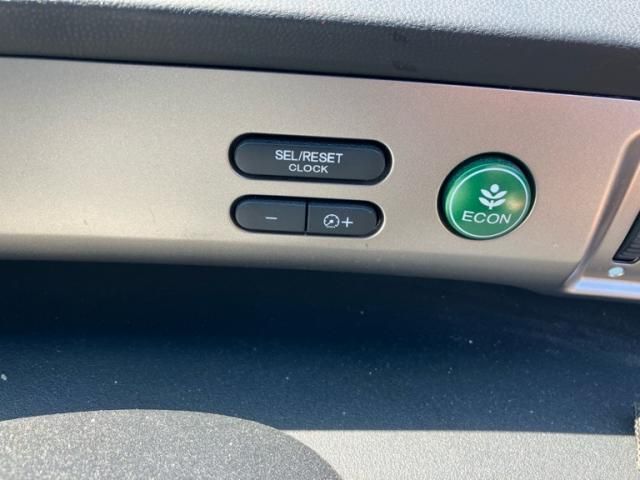 SEL/RESET
CLOCK
− +
ECON